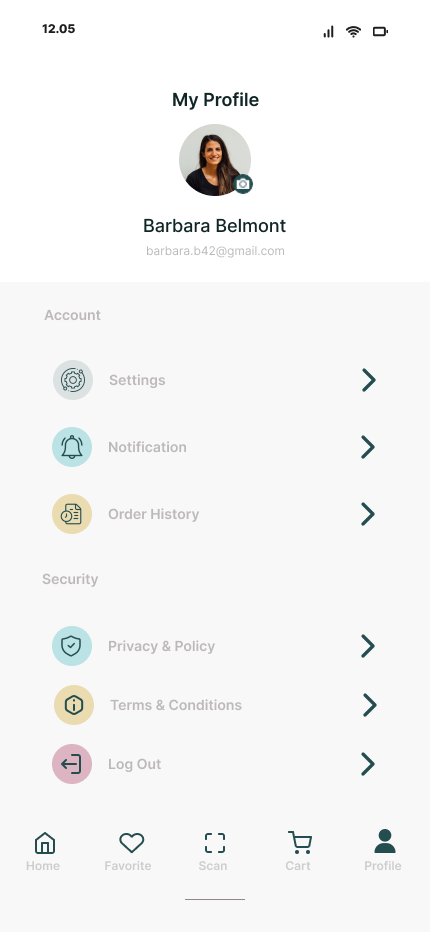 12.05
My Profile
Barbara Belmont
barbara.b42@gmail.com
Account
Settings
Notification
Order History
Security
Privacy & Policy
Terms & Conditions
Log Out
Home Favorite Scan Cart Profile